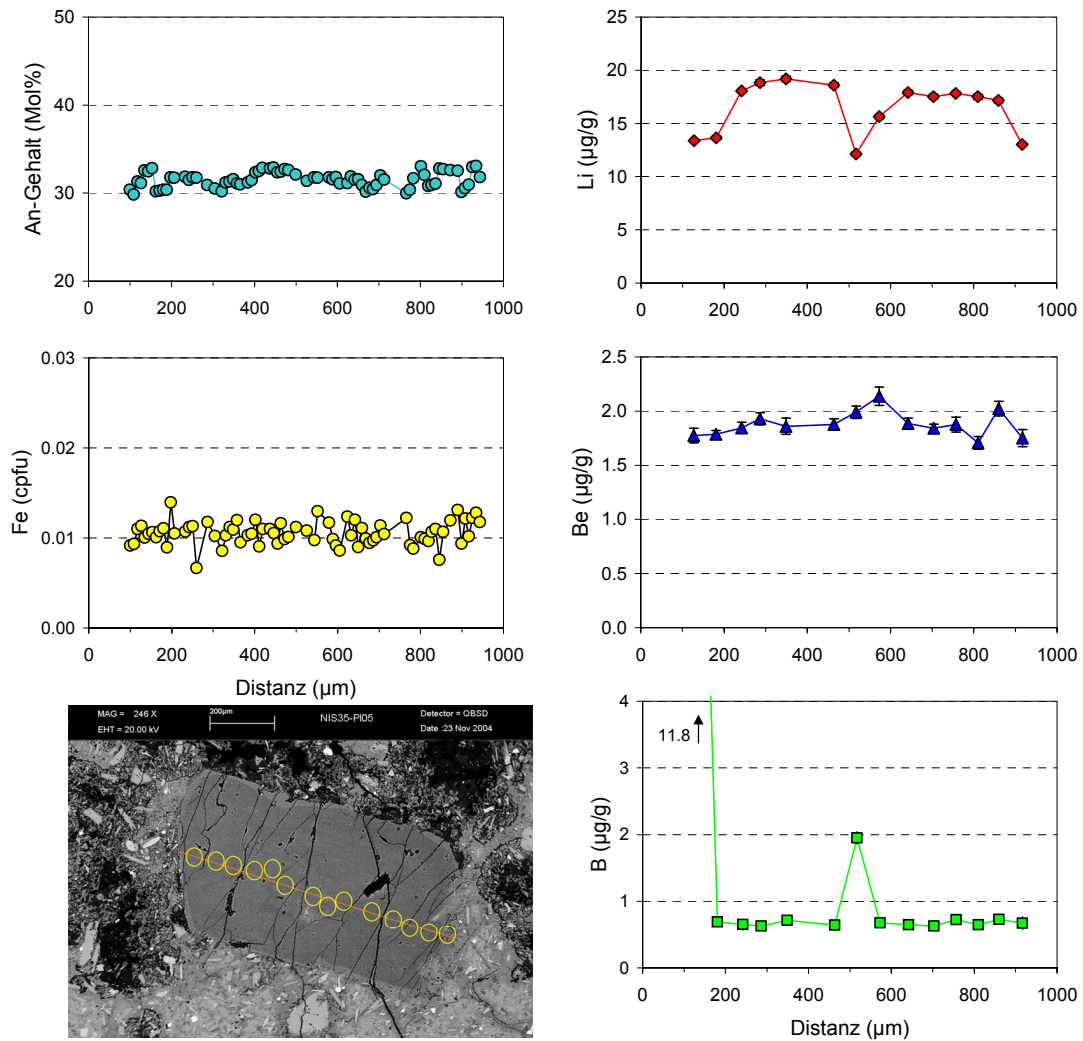 50
40
30
20
An-Gehalt (Mol%)
0 200 400 600 800 1000
25
20
15
10
5
0
Li (µg/g)
0 200 400 600 800 1000
0.03
0.02
0.01
0.00
Fe (cpfu)
0 200 400 600 800 1000
Distanz (µm)
2.5
2.0
1.5
1.0
0.5
0.0
Be (µg/g)
0 200 400 600 800 1000
MAG = 246 X
EHT = 20.00 kV
200µm
NIS35-Pl05
Detector = QBSD
Date :23 Nov 2004
4
3
2
1
0
11.8
B (µg/g)
0 200 400 600 800 1000
Distanz (µm)